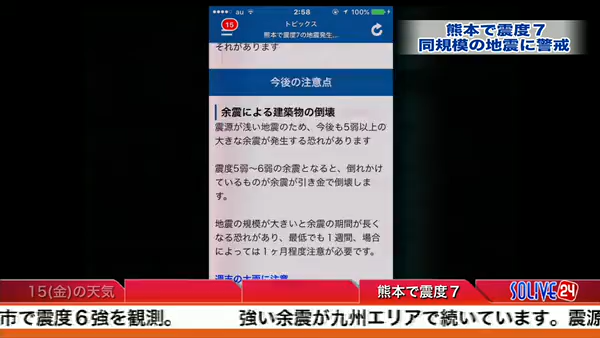 au 2:58 100%
15
トピックス
熊本で震度7の地震発生...
それがあります
今後の注意点
余震による建築物の倒壊
震源が浅い地震のため、今後も5弱以上の
大きな余震が発生する恐れがあります
震度5弱〜6弱の余震となると、倒れかけ
ているものが余震が引き金で倒壊しま
す。
地震の規模が大きいと余震の期間が長く
なる恐れがあり、最低でも1週間、場合
によっては1ヶ月程度注意が必要です。
週末の大雨に注意
熊本で震度７
同規模の地震に警戒
15(金)の天気
熊本で震度７
SOLiVE24
市で震度６強を観測。 強い余震が九州エリアで続いています。震源